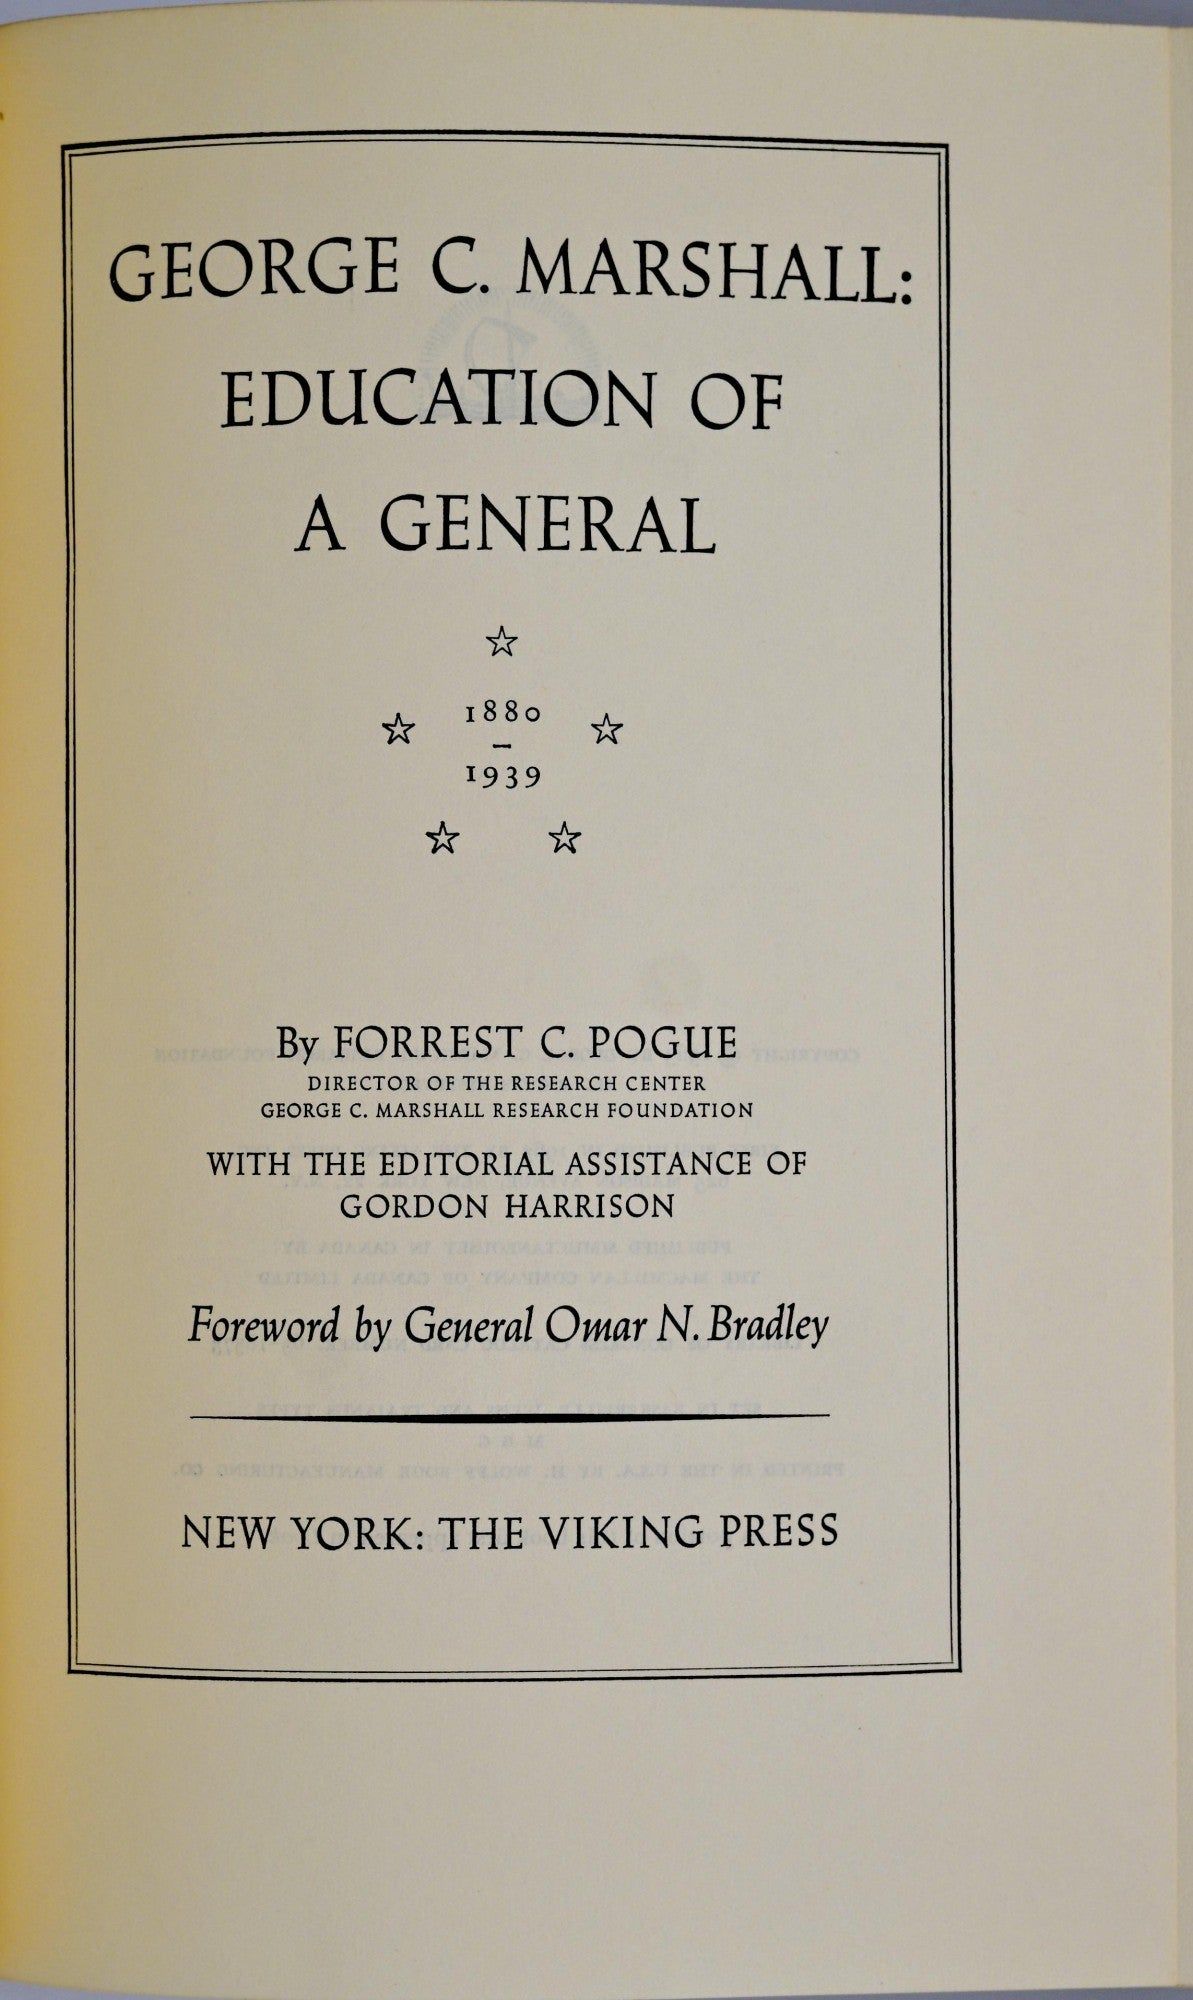 GEORGE C. MARSHALL:
EDUCATION OF
A GENERAL
1880
–
1939
By FORREST C. POGUE
DIRECTOR OF THE RESEARCH CENTER
GEORGE C. MARSHALL RESEARCH FOUNDATION
WITH THE EDITORIAL ASSISTANCE OF
GORDON HARRISON
Foreword by General Omar N. Bradley
NEW YORK: THE VIKING PRESS